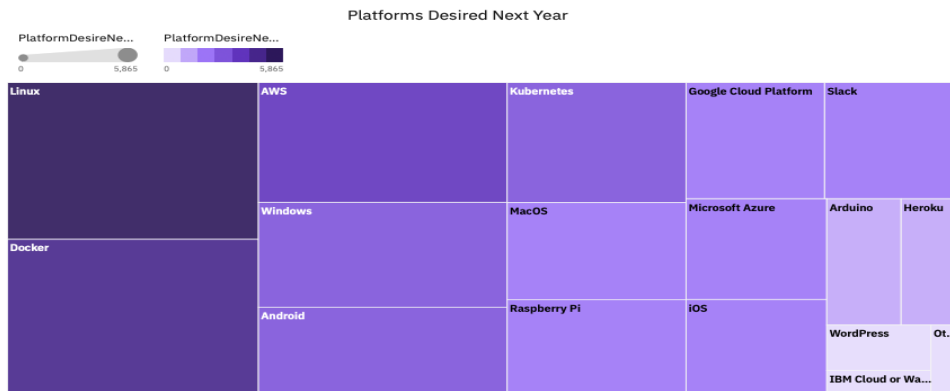 Platforms Desired Next Year
PlatformDesireNe...
0 5,865
PlatformDesireNe...
0 5,865
Linux
AWS
Kubernetes
Google Cloud Platform
Slack
Windows
MacOS
Microsoft Azure
Arduino
Heroku
Docker
Android
Raspberry Pi
iOS
WordPress
Ot...
IBM Cloud or Wa...